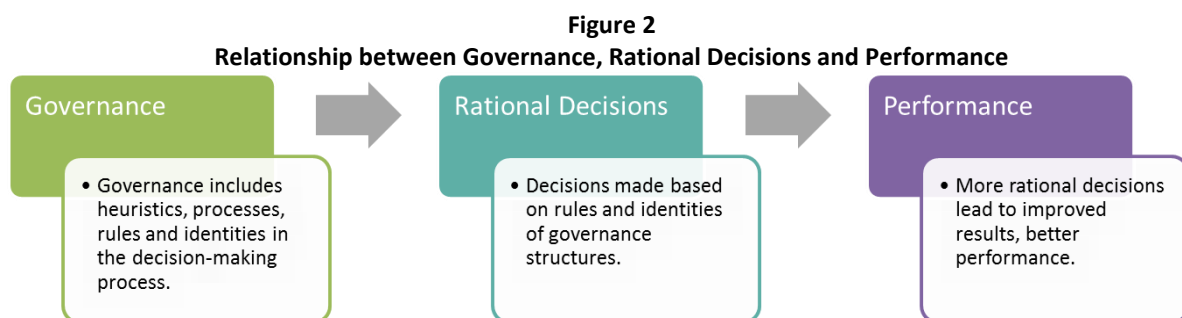 Figure 2
Relationship between Governance, Rational Decisions and Performance
Governance
• Governance includes
heuristics, processes,
rules and identities in
the decision-making
process.
Rational Decisions
• Decisions made based
on rules and identities
of governance
structures.
Performance
• More rational decisions
lead to improved
results, better
performance.